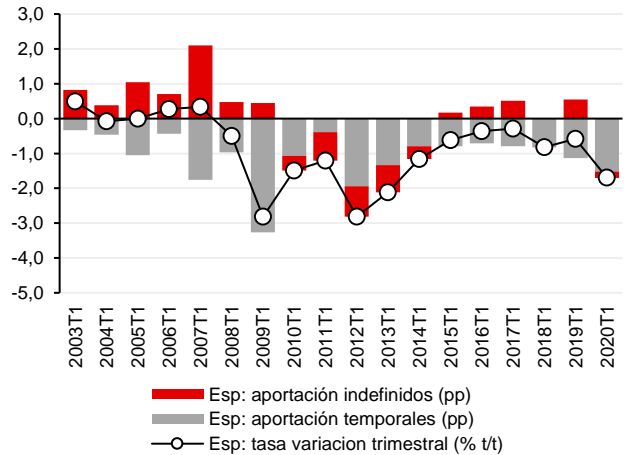 3,0
2,0
1,0
0,0
-1,0
-2,0
-3,0
-4,0
-5,0
2003T1
2004T1
2005T1
2006T1
2007T1
2008T1
2009T1
2010T1
2011T1
2012T1
2013T1
2014T1
2015T1
2016T1
2017T1
2018T1
2019T1
2020T1
Esp: aportación indefinidos (pp)
Esp: aportación temporales (pp)
Esp: tasa variacion trimestral (% t/t)